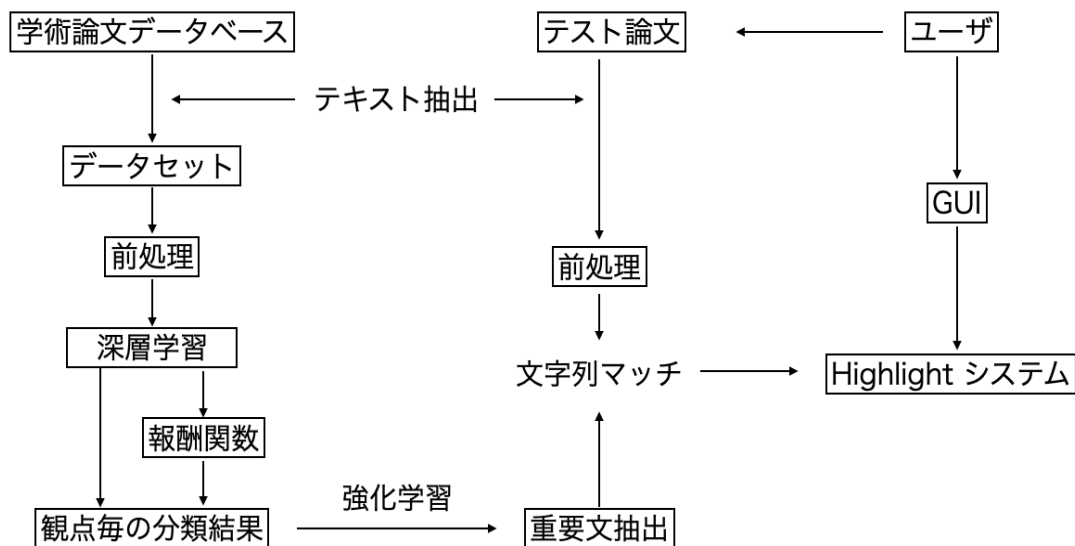 学術論文データベース
テスト論文
ユーザ
テキスト抽出
データセット
GUI
前処理
前処理
深層学習
文字列マッチ
Highlight システム
報酬関数
強化学習
観点毎の分類結果
重要文抽出